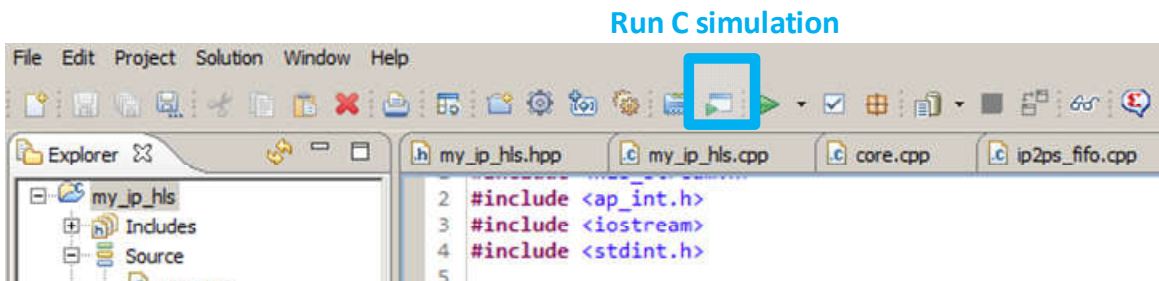 Run C simulation
File Edit Project Solution Window Help
Explorer
my_ip_hls.hpp
my_ip_hls.cpp
core.cpp
ip2ps_fifo.cpp
my_ip_hls
Includes
Source
2 #include <ap_int.h>
3 #include <iostream>
4 #include <stdint.h>
5